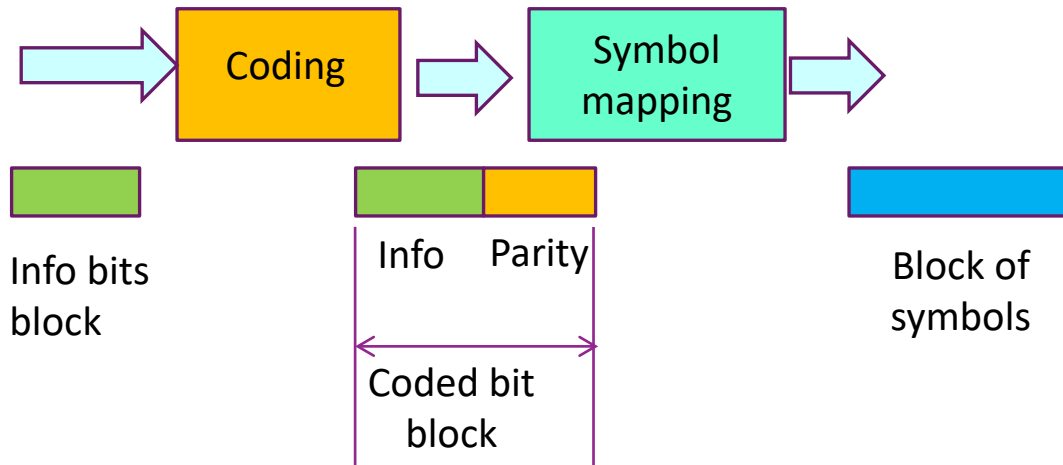 Coding
Symbol
mapping
Info bits
block
Info
Parity
Coded bit
block
Block of
symbols